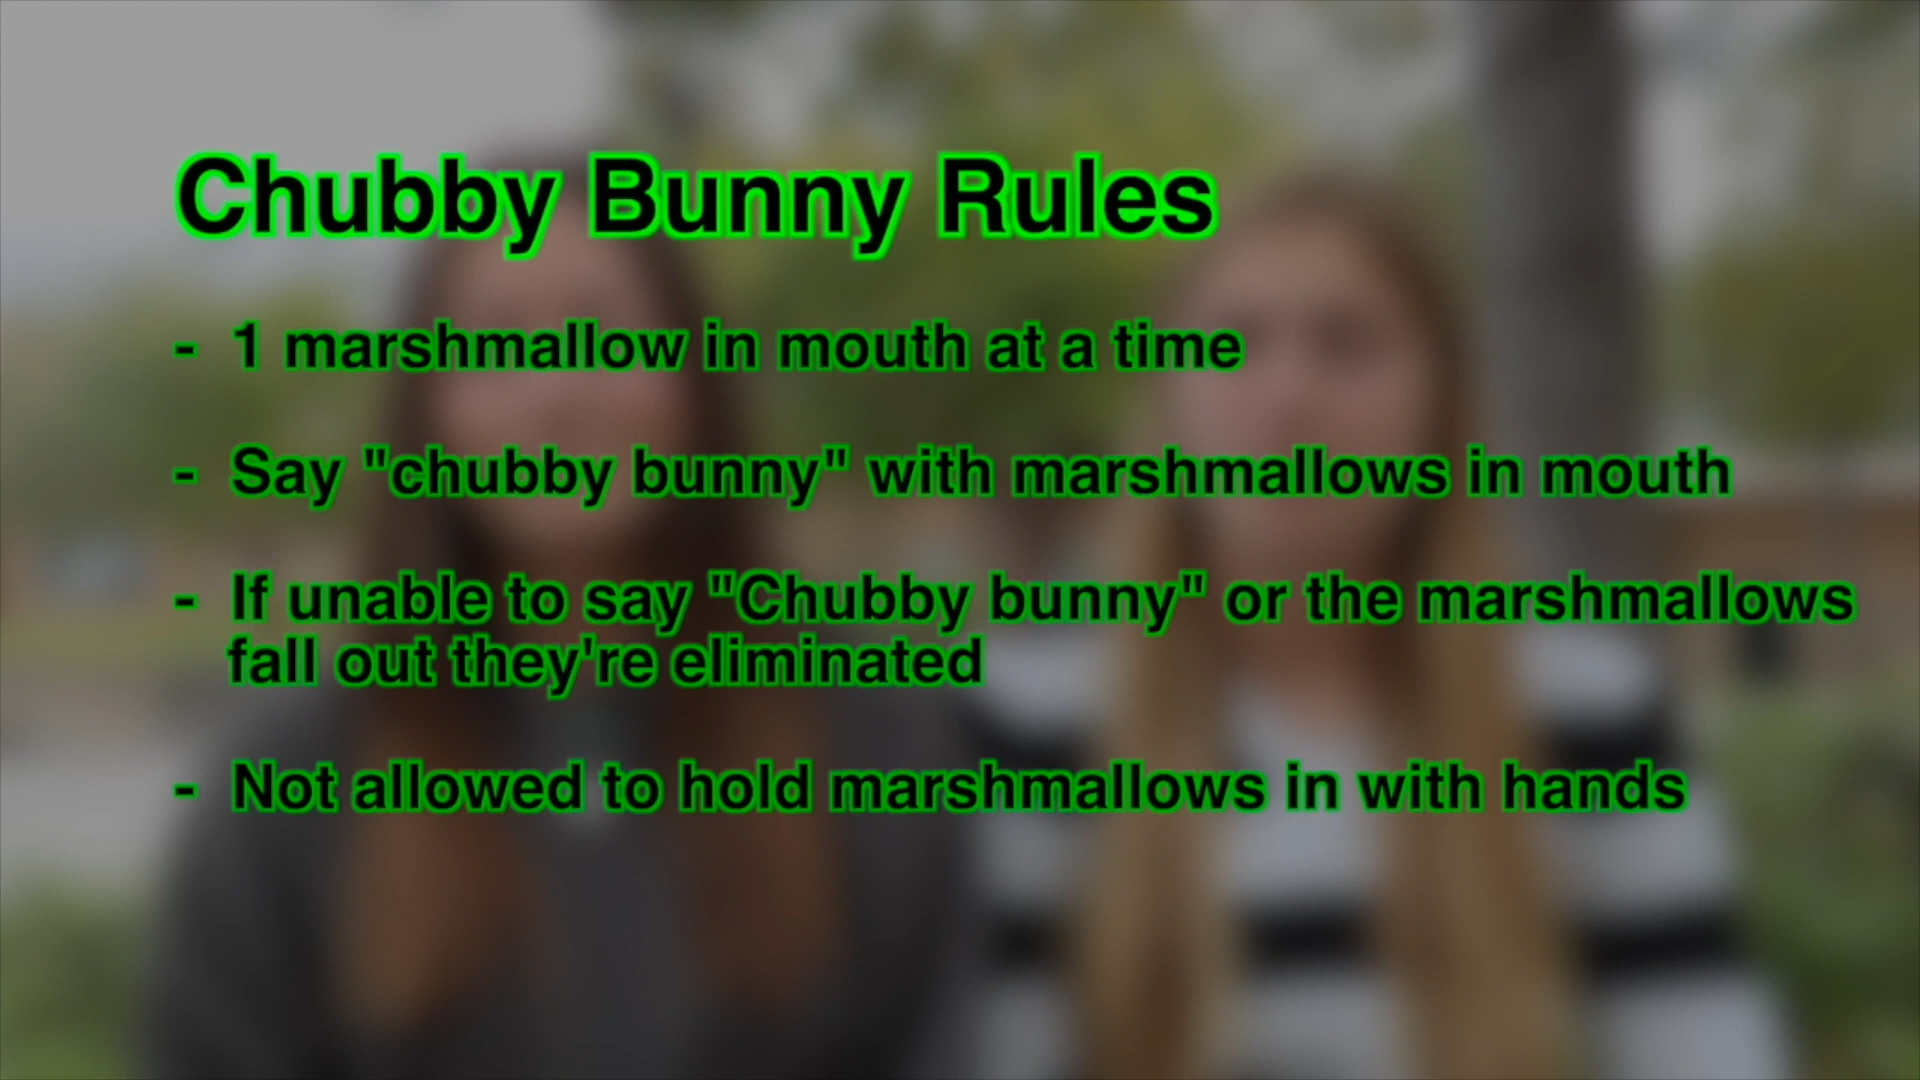 Chubby Bunny Rules
- 1 marshmallow in mouth at a time
- Say "chubby bunny" with marshmallows in mouth
- If unable to say "Chubby bunny" or the marshmallows
fall out they're eliminated
- Not allowed to hold marshmallows in with hands